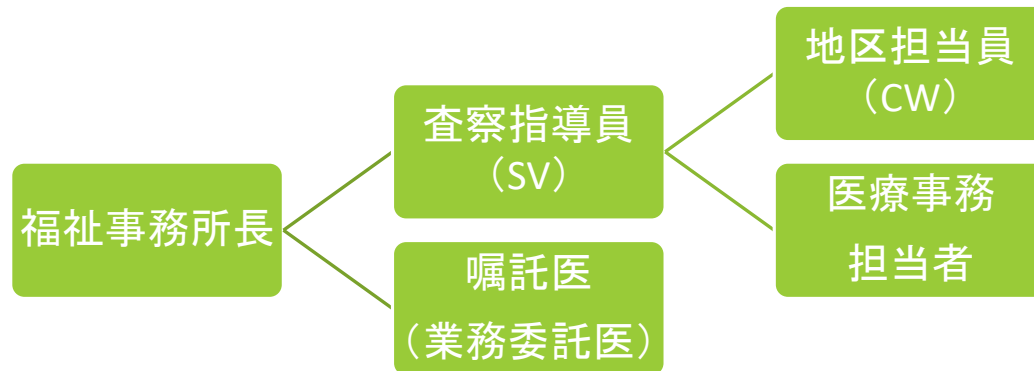 福祉事務所長
査察指導員
（SV）
嘱託医
（業務委託医）
地区担当員
（CW）
医療事務
担当者